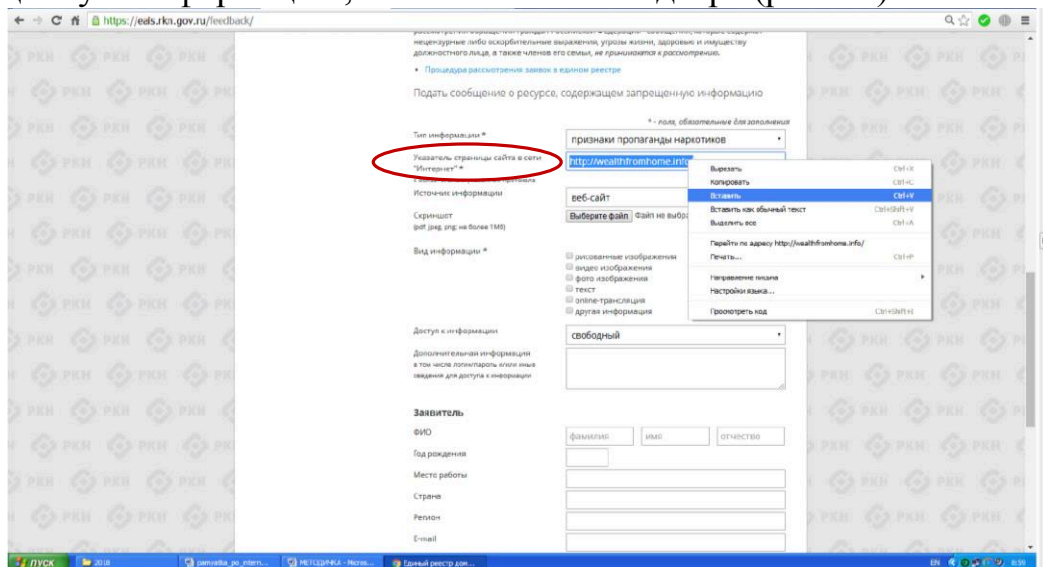 https://eais.rkn.gov.ru/feedback/
нецензурные либо оскорбительные выражения, угрозы жизни, здоровью и имуществу
должностного лица, а также членов его семьи, не принимаются к рассмотрению.
• Процедура рассмотрения заявок в едином реестре
Подать сообщение о ресурсе, содержащем запрещенную информацию
* - поля, обязательные для заполнения
Тип информации *
признаки пропаганды наркотиков
Указатель страницы сайта в сети
"Интернет" *
http://wealthfromhome.info
Источник информации
веб-сайт
Скриншот
(pdf, jpeg, png; не более 1Мб)
Выберите файл Файл не выбра
Вид информации *
рисованные изображения
видео изображения
фото изображения
текст
online-трансляция
другая информация
Вырезать Ctrl+X
Копировать Ctrl+C
Вставить Ctrl+V
Вставить как обычный текст Ctrl+Shift+V
Выделить все Ctrl+A
Перейти по адресу http://wealthfromhome.info/
Печать... Ctrl+P
Направление письма
Настройки языка...
Просмотреть код Ctrl+Shift+I
Доступ к информации
свободный
Дополнительная информация
в том числе логин/пароль и/или иные
сведения для доступа к информации
Заявитель
ФИО
фамилия имя отчество
Год рождения
Место работы
Страна
Регион
E-mail
РКН
пуск 2018 pamyatka_po_intern... МЕТОДИЧКА - Micros... Единый реестр дом... EN 8:59